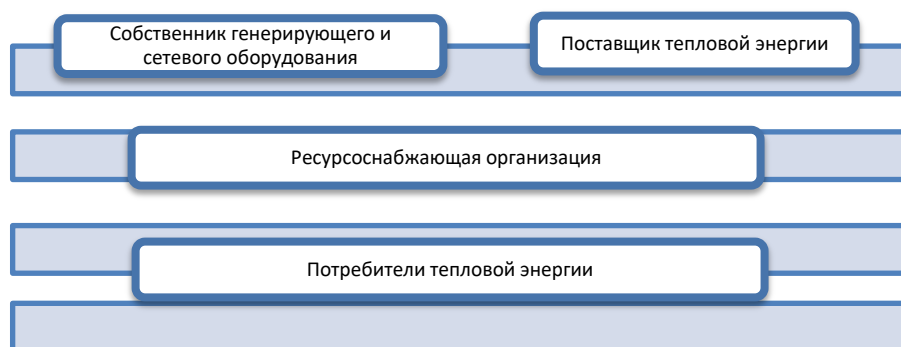 Собственник генерирующего и
сетевого оборудования
Поставщик тепловой энергии
Ресурсоснабжающая организация
Потребители тепловой энергии